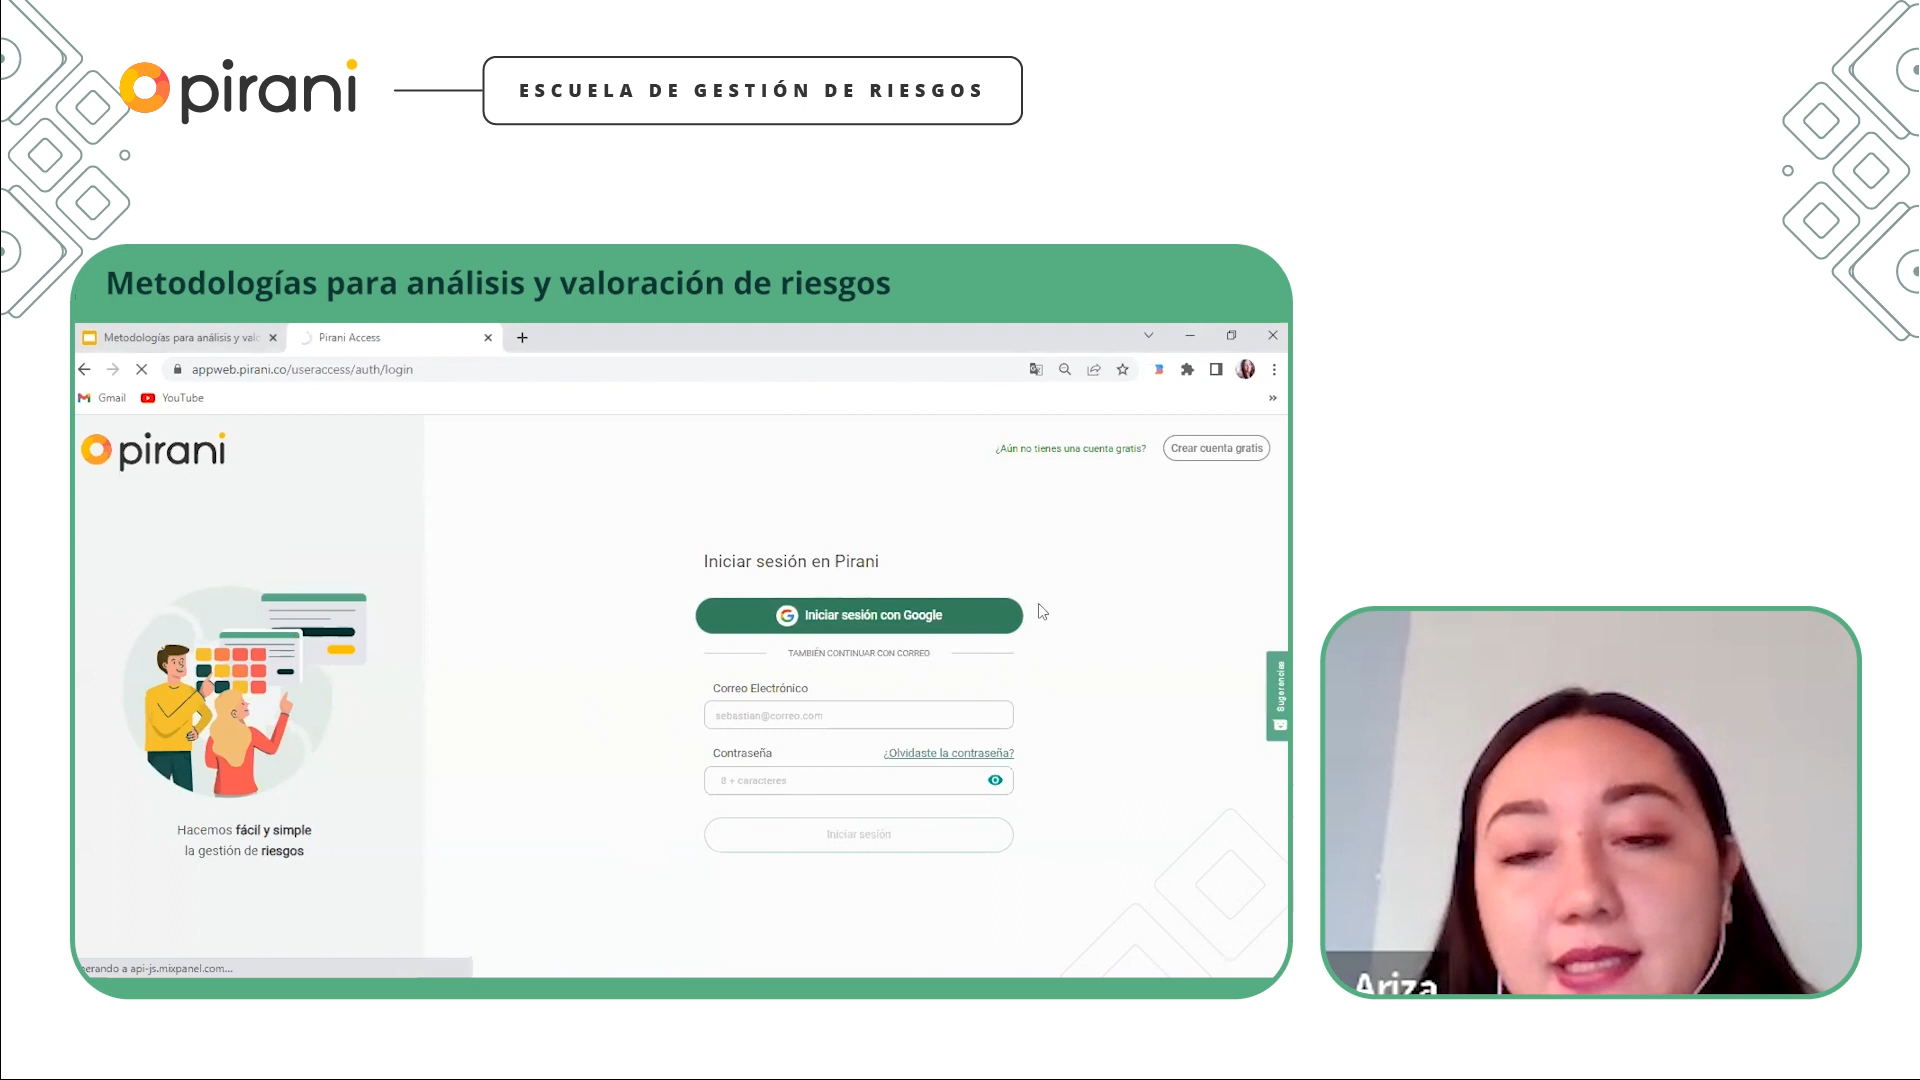 pirani
ESCUELA DE GESTIÓN DE RIESGOS
Metodologías para análisis y valoración de riesgos
Metodologías para análisis y valo
Pirani Access
appweb.pirani.co/useraccess/auth/login
Gmail
YouTube
»
pirani
¿Aún no tienes una cuenta gratis?
Crear cuenta gratis
Iniciar sesión en Pirani
Iniciar sesión con Google
TAMBIÉN CONTINUAR CON CORREO
Correo Electrónico
sebastian@correo.com
Contraseña
¿Olvidaste la contraseña?
8 + caracteres
Iniciar sesión
Sugerencias
Hacemos fácil y simple
la gestión de riesgos
erando a api-js.mixpanel.com...
Ariza